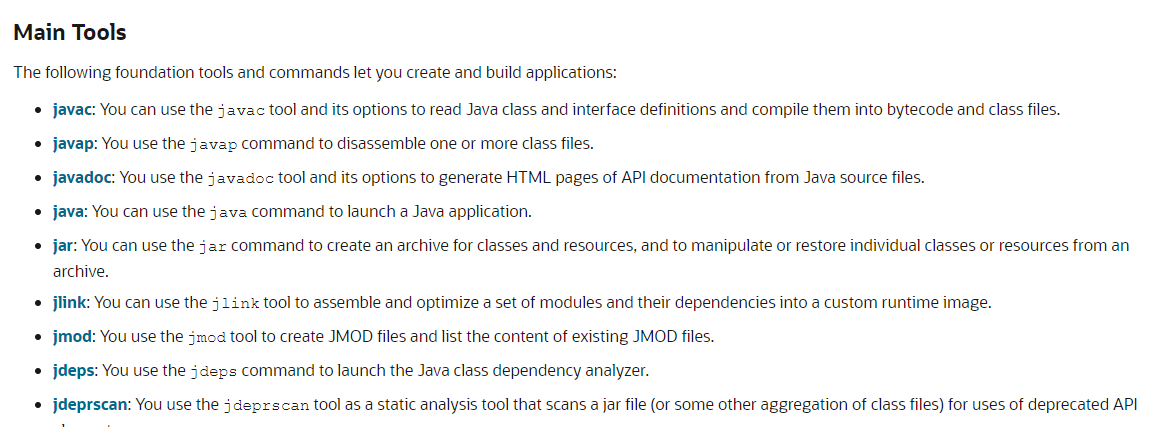 Main Tools
The following foundation tools and commands let you create and build applications:
• javac: You can use the javac tool and its options to read Java class and interface definitions and compile them into bytecode and class files.
• javap: You use the javap command to disassemble one or more class files.
• javadoc: You use the javadoc tool and its options to generate HTML pages of API documentation from Java source files.
• java: You can use the java command to launch a Java application.
• jar: You can use the jar command to create an archive for classes and resources, and to manipulate or restore individual classes or resources from an
archive.
• jlink: You can use the jlink tool to assemble and optimize a set of modules and their dependencies into a custom runtime image.
• jmod: You use the jmod tool to create JMOD files and list the content of existing JMOD files.
• jdeps: You use the jdeps command to launch the Java class dependency analyzer.
• jdeprscan: You use the jdeprscan tool as a static analysis tool that scans a jar file (or some other aggregation of class files) for uses of deprecated API